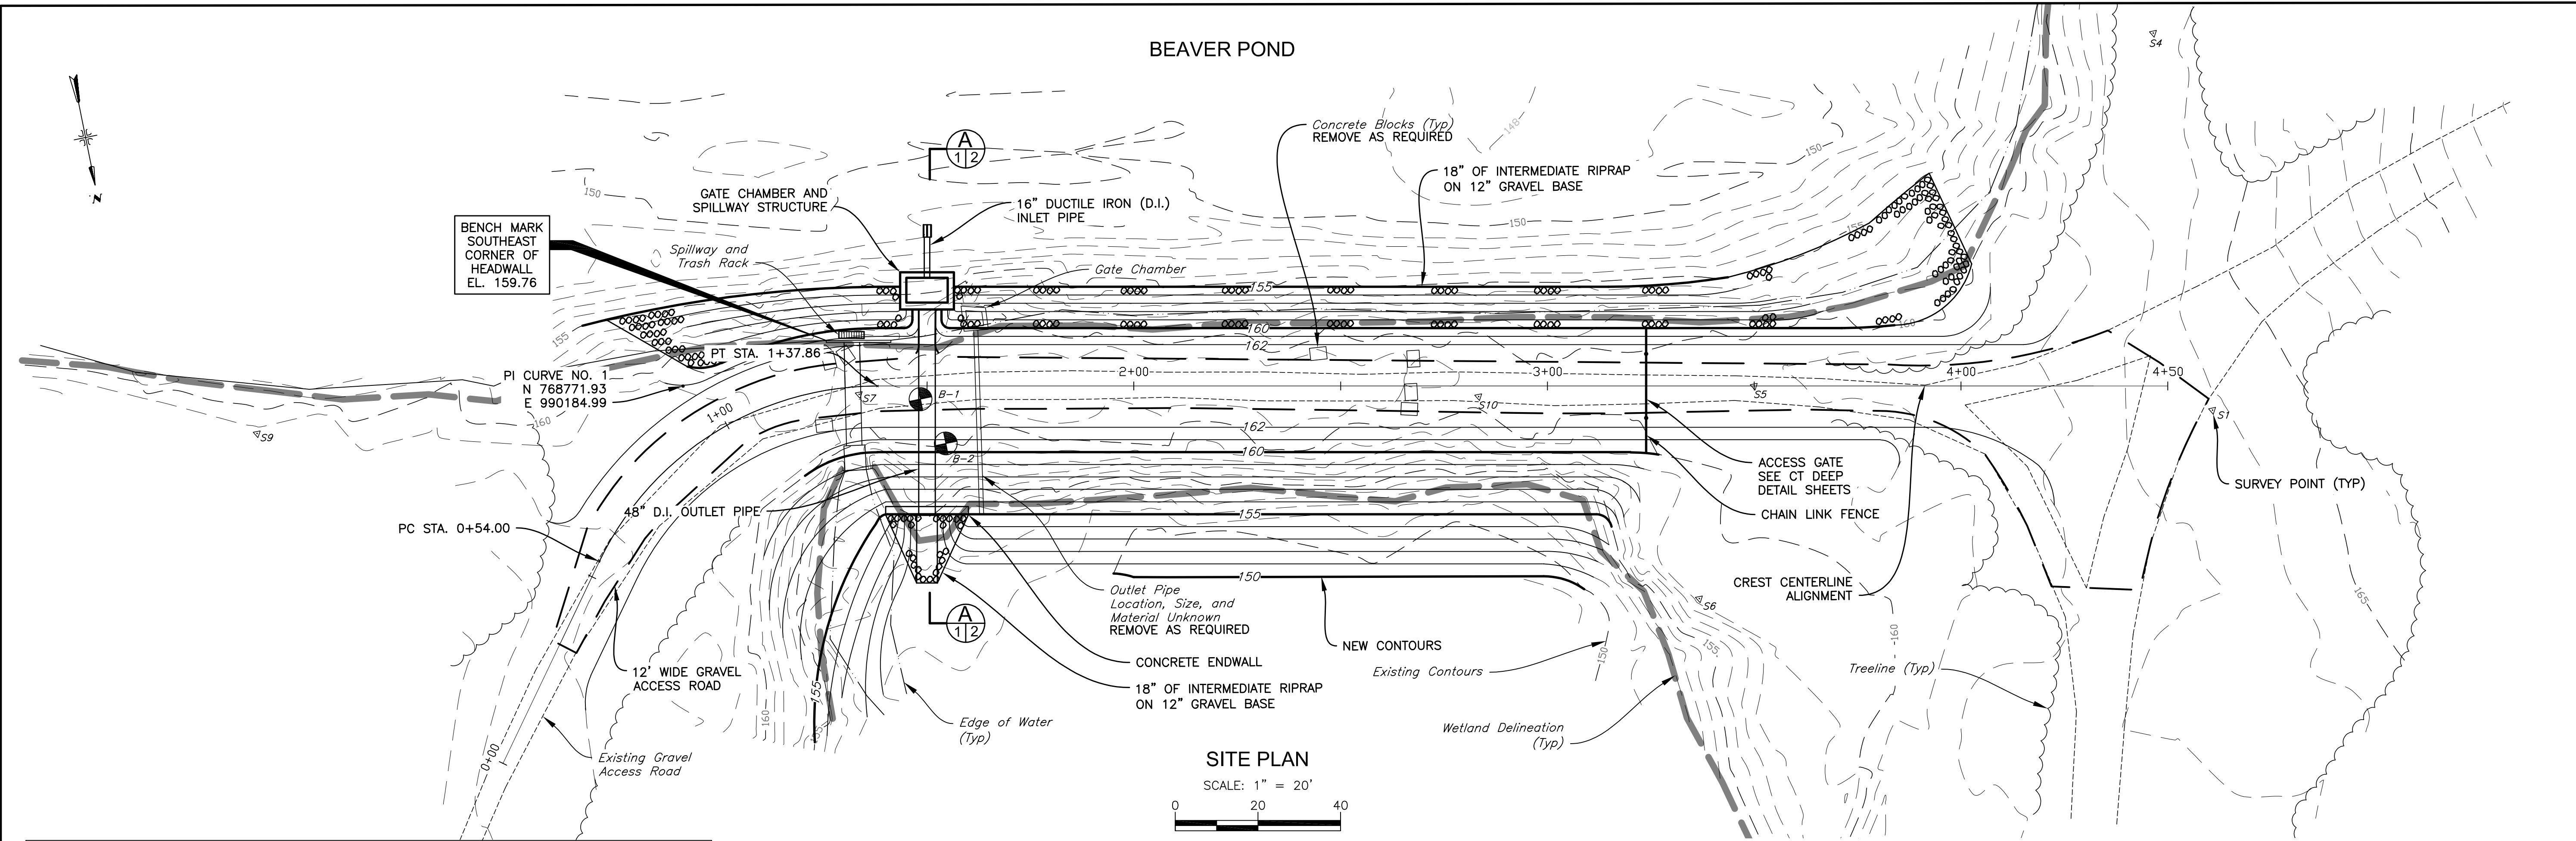 BEAVER POND
S4
148
Concrete Blocks (Typ)
REMOVE AS REQUIRED
A
1 2
150
18" OF INTERMEDIATE RIPRAP
ON 12" GRAVEL BASE
GATE CHAMBER AND
SPILLWAY STRUCTURE
150
N
16" DUCTILE IRON (D.I.)
INLET PIPE
150
155
BENCH MARK
SOUTHEAST
CORNER OF
HEADWALL
EL. 159.76
Spillway and
Trash Rack
Gate Chamber
155
155
160
160
162
PT STA. 1+37.86
PI CURVE NO. 1
N 768771.93
E 990184.99
2+00
3+00
4+00
4+50
S7
B-1
S10
S5
S1
1+00
160
S9
162
160
B-2
ACCESS GATE
SEE CT DEEP
DETAIL SHEETS
SURVEY POINT (TYP)
48" D.I. OUTLET PIPE
155
CHAIN LINK FENCE
PC STA. 0+54.00
150
CREST CENTERLINE
ALIGNMENT
Outlet Pipe
Location, Size, and
Material Unknown
REMOVE AS REQUIRED
S6
165
A
1 2
160
NEW CONTOURS
155
150
CONCRETE ENDWALL
Existing Contours
Treeline (Typ)
12' WIDE GRAVEL
ACCESS ROAD
155
18" OF INTERMEDIATE RIPRAP
ON 12" GRAVEL BASE
160
155
Edge of Water
(Typ)
Wetland Delineation
(Typ)
0+00
Existing Gravel
Access Road
SITE PLAN
SCALE: 1" = 20'
0 20 40